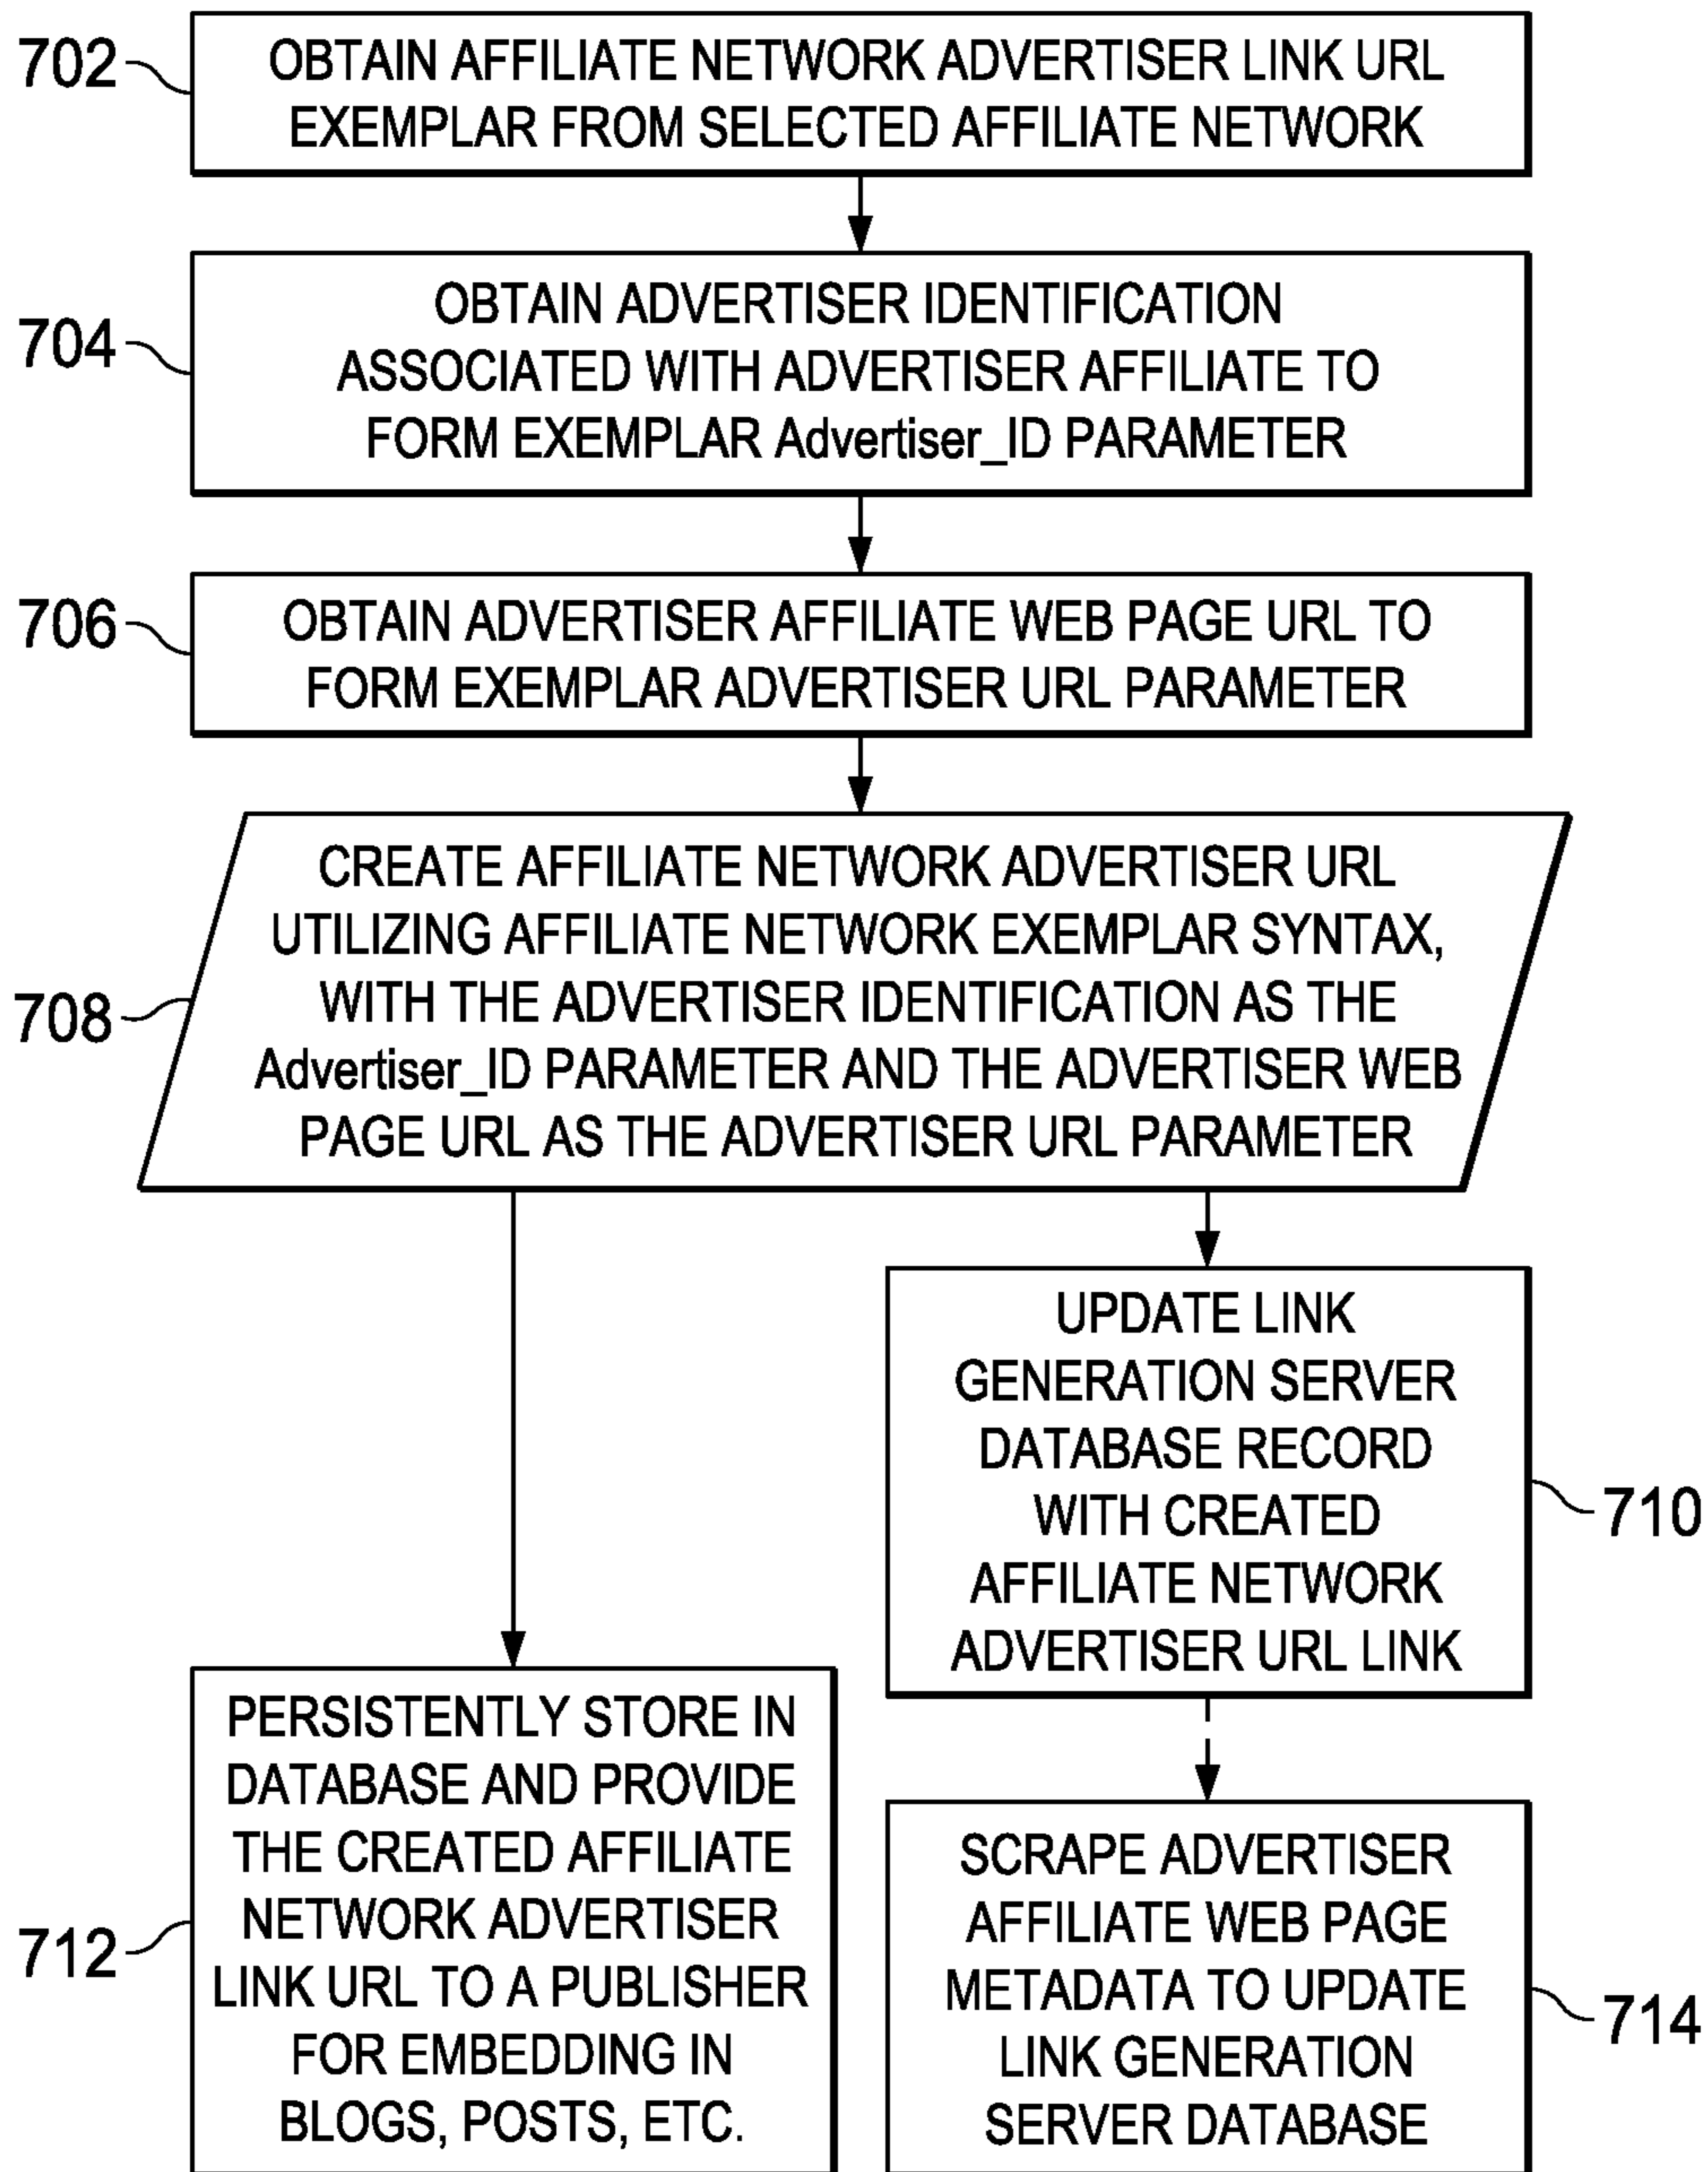 702
OBTAIN AFFILIATE NETWORK ADVERTISER LINK URL
EXEMPLAR FROM SELECTED AFFILIATE NETWORK
704
OBTAIN ADVERTISER IDENTIFICATION
ASSOCIATED WITH ADVERTISER AFFILIATE TO
FORM EXEMPLAR Advertiser_ID PARAMETER
706
OBTAIN ADVERTISER AFFILIATE WEB PAGE URL TO
FORM EXEMPLAR ADVERTISER URL PARAMETER
708
CREATE AFFILIATE NETWORK ADVERTISER URL
UTILIZING AFFILIATE NETWORK EXEMPLAR SYNTAX,
WITH THE ADVERTISER IDENTIFICATION AS THE
Advertiser_ID PARAMETER AND THE ADVERTISER WEB
PAGE URL AS THE ADVERTISER URL PARAMETER
UPDATE LINK
GENERATION SERVER
DATABASE RECORD
WITH CREATED
AFFILIATE NETWORK
ADVERTISER URL LINK
710
712
PERSISTENTLY STORE IN
DATABASE AND PROVIDE
THE CREATED AFFILIATE
NETWORK ADVERTISER
LINK URL TO A PUBLISHER
FOR EMBEDDING IN
BLOGS, POSTS, ETC.
SCRAPE ADVERTISER
AFFILIATE WEB PAGE
METADATA TO UPDATE
LINK GENERATION
SERVER DATABASE
714